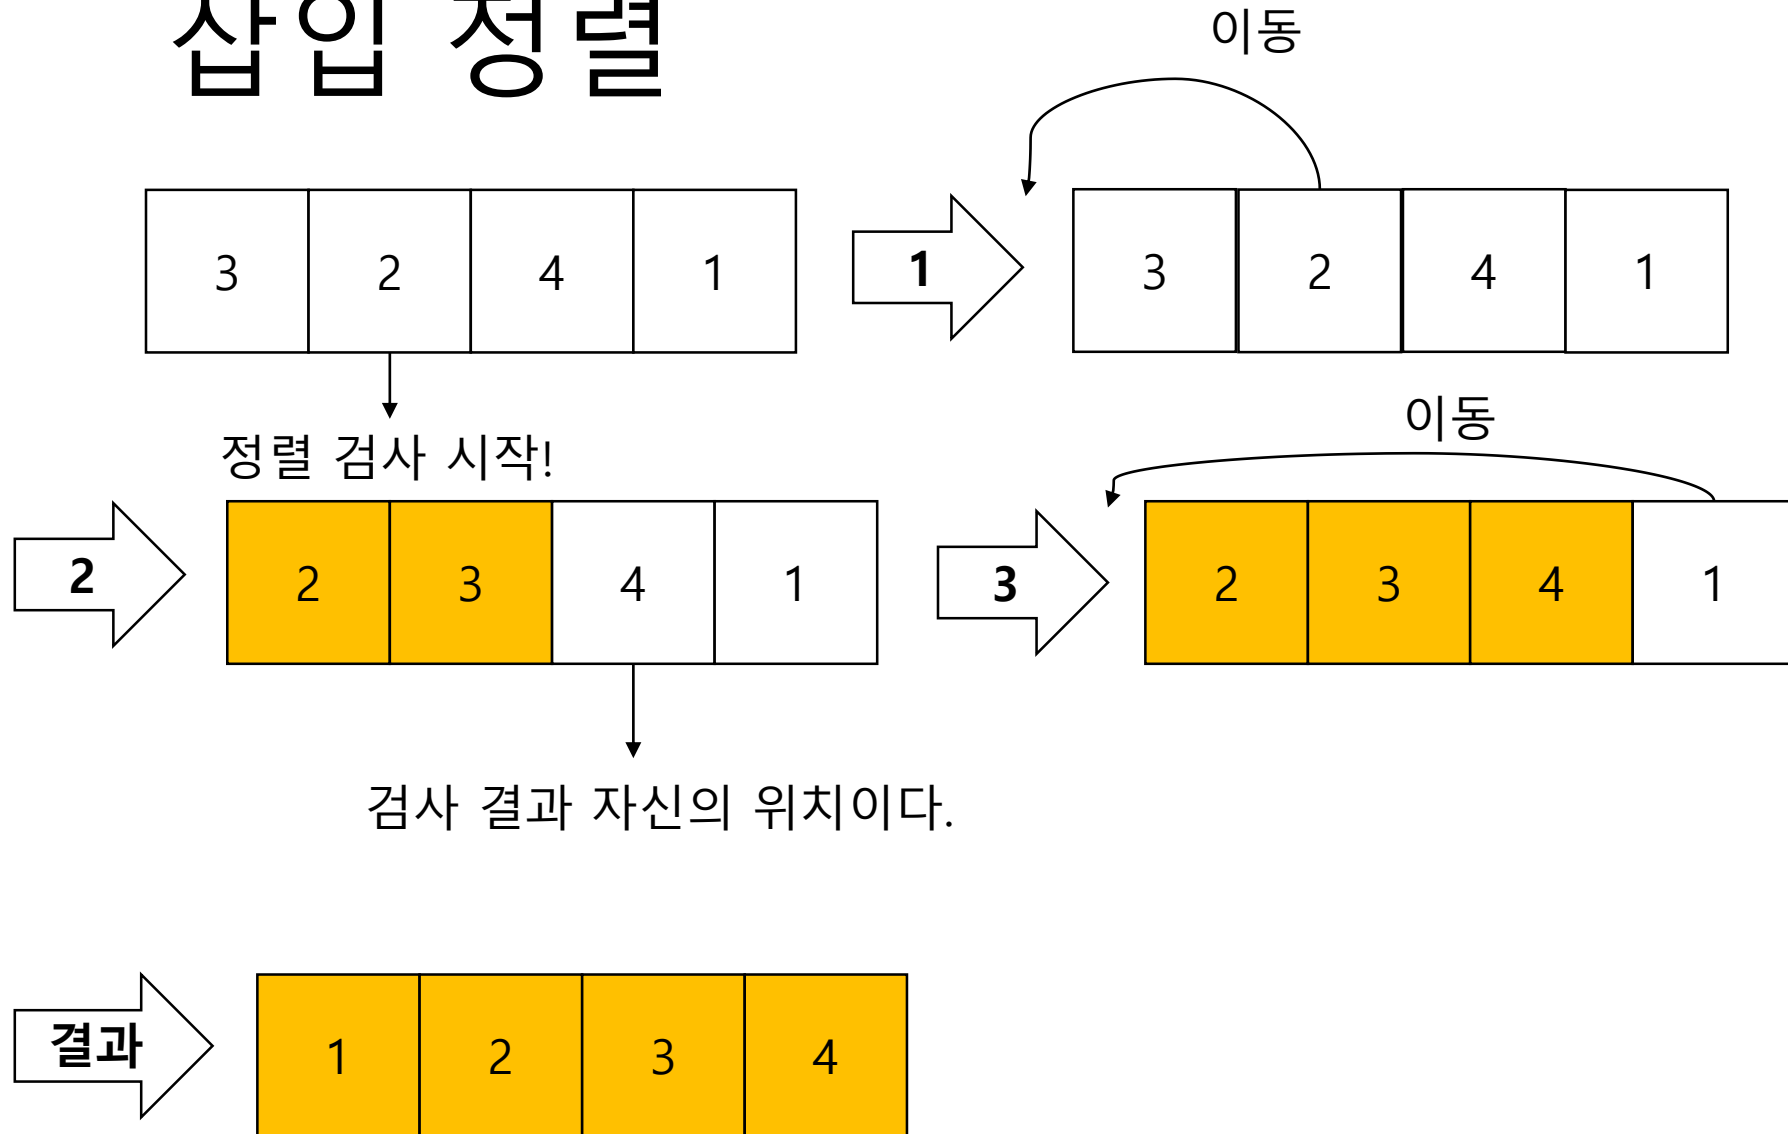 삽입 정렬
이동
3 2 4 1
1
3 2 4 1
정렬 검사 시작!
이동
2
2 3 4 1
3
2 3 4 1
검사 결과 자신의 위치이다.
결과
1 2 3 4